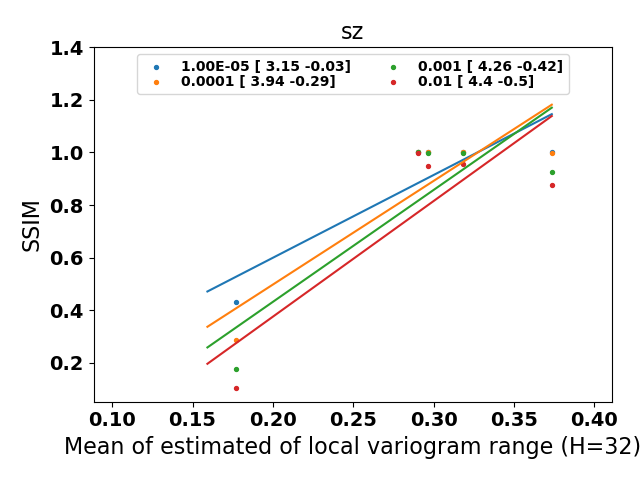 sz
1.00E-05 [ 3.15 -0.03]
0.0001 [ 3.94 -0.29]
0.001 [ 4.26 -0.42]
0.01 [ 4.4 -0.5]
SSIM
1.4
1.2
1.0
0.8
0.6
0.4
0.2
0.10 0.15 0.20 0.25 0.30 0.35 0.40
Mean of estimated of local variogram range (H=32)